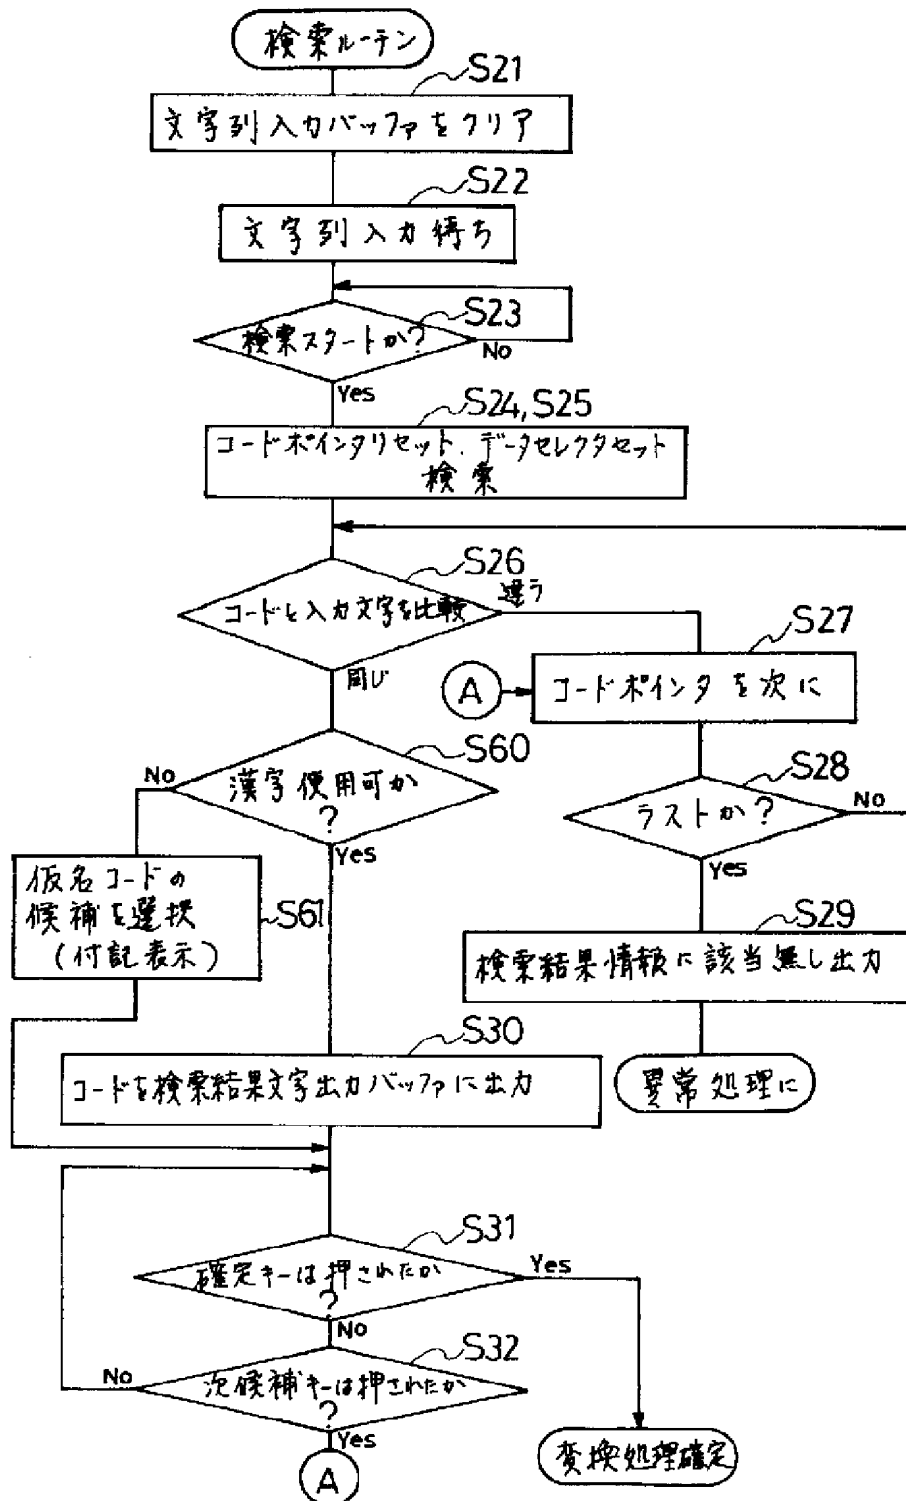 検索ルーチン
S21
文字列入力バッファをクリア
S22
文字列入力待ち
S23
検索スタートか?
No
Yes
S24,S25
コードポインタリセット、データセレクタセット
検索
S26
コードと入力文字を比較
違う
同じ
S27
A
コードポインタを次に
S60
漢字使用可か
?
No
Yes
S28
ラストか?
No
Yes
仮名コードの
候補を選択
(付記表示)
S61
S29
検索結果情報に該当無し出力
S30
コードを検索結果文字出力バッファに出力
異常処理に
S31
確定キーは押されたか
?
Yes
No
S32
次候補キーは押されたか
?
No
Yes
A
変換処理確定